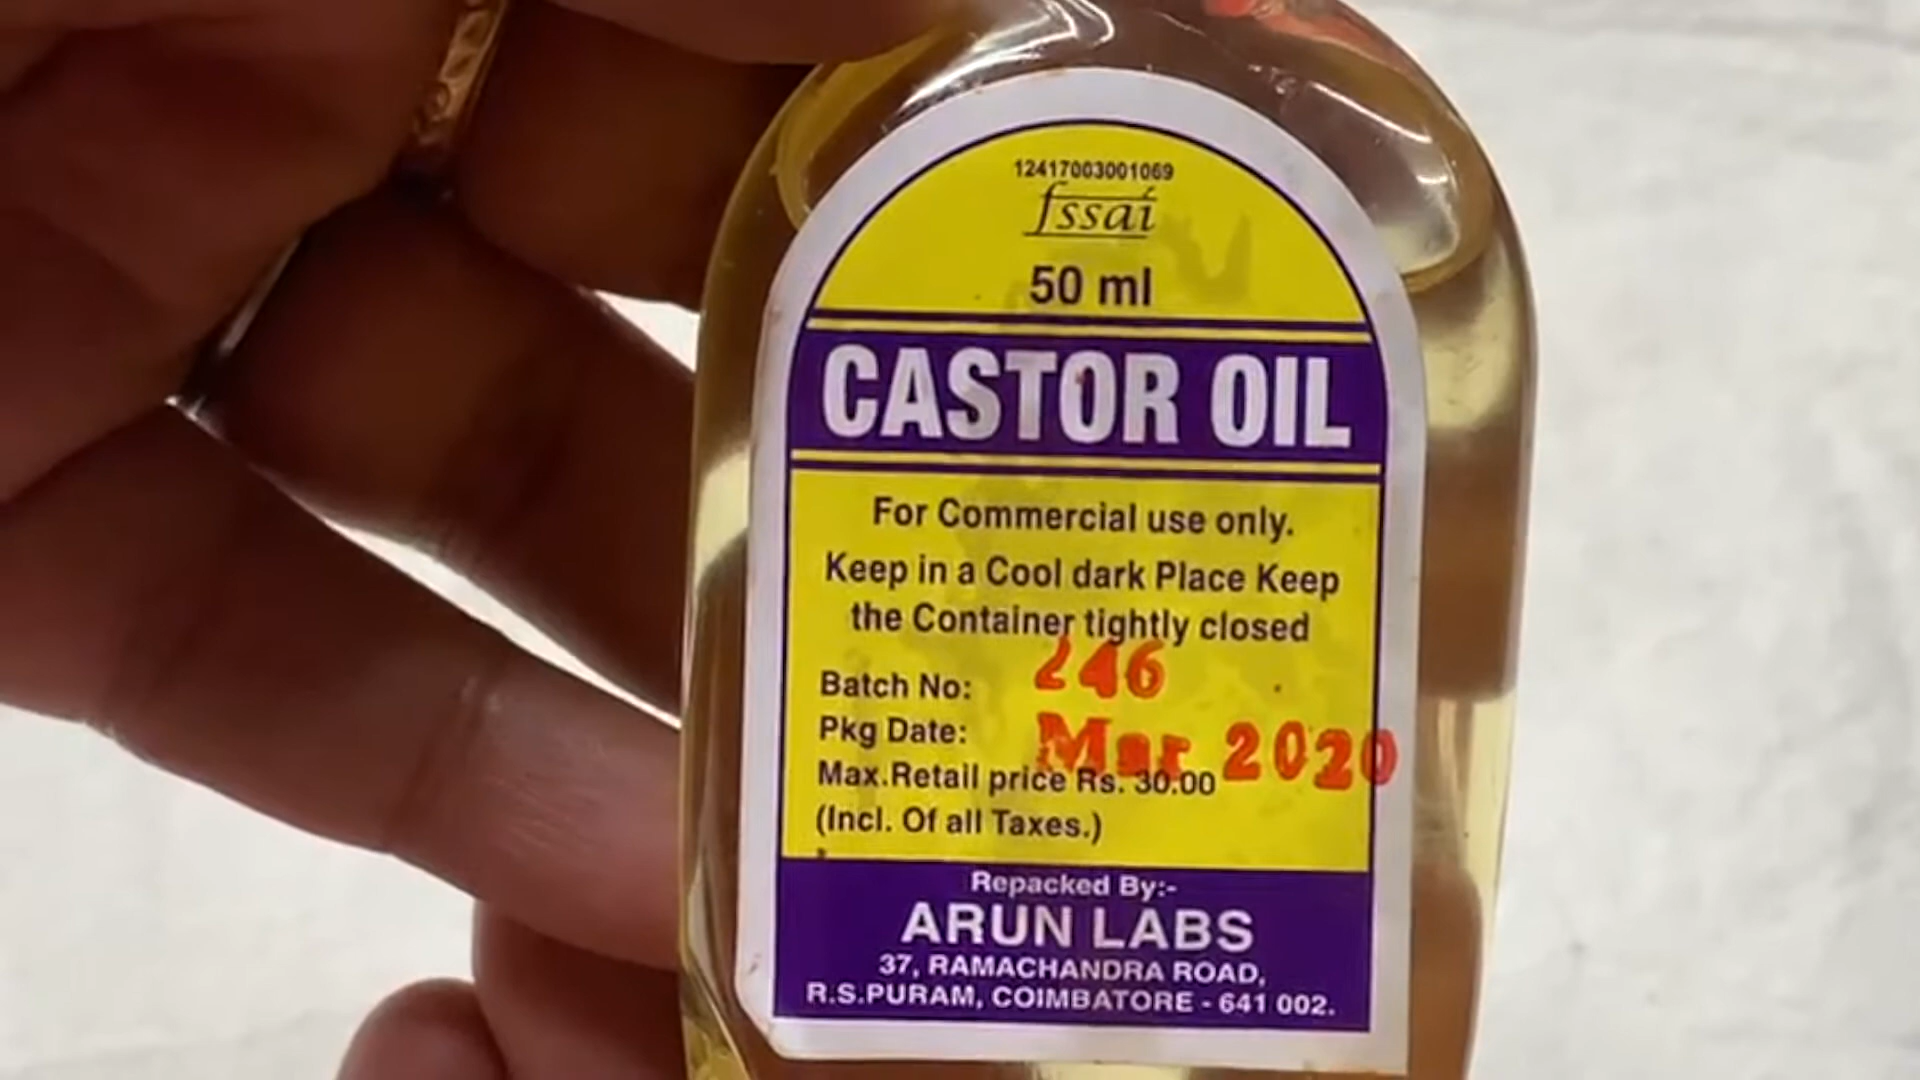 12417003001069
fssai
50 ml
CASTOR OIL
For Commercial use only.
Keep in a Cool dark Place Keep
the Container tightly closed
Batch No: 246
Pkg Date: Mar 2020
Max.Retail price Rs. 30.00
(Incl. Of all Taxes.)
Repacked By:-
ARUN LABS
37, RAMACHANDRA ROAD,
R.S.PURAM, COIMBATORE - 641 002.